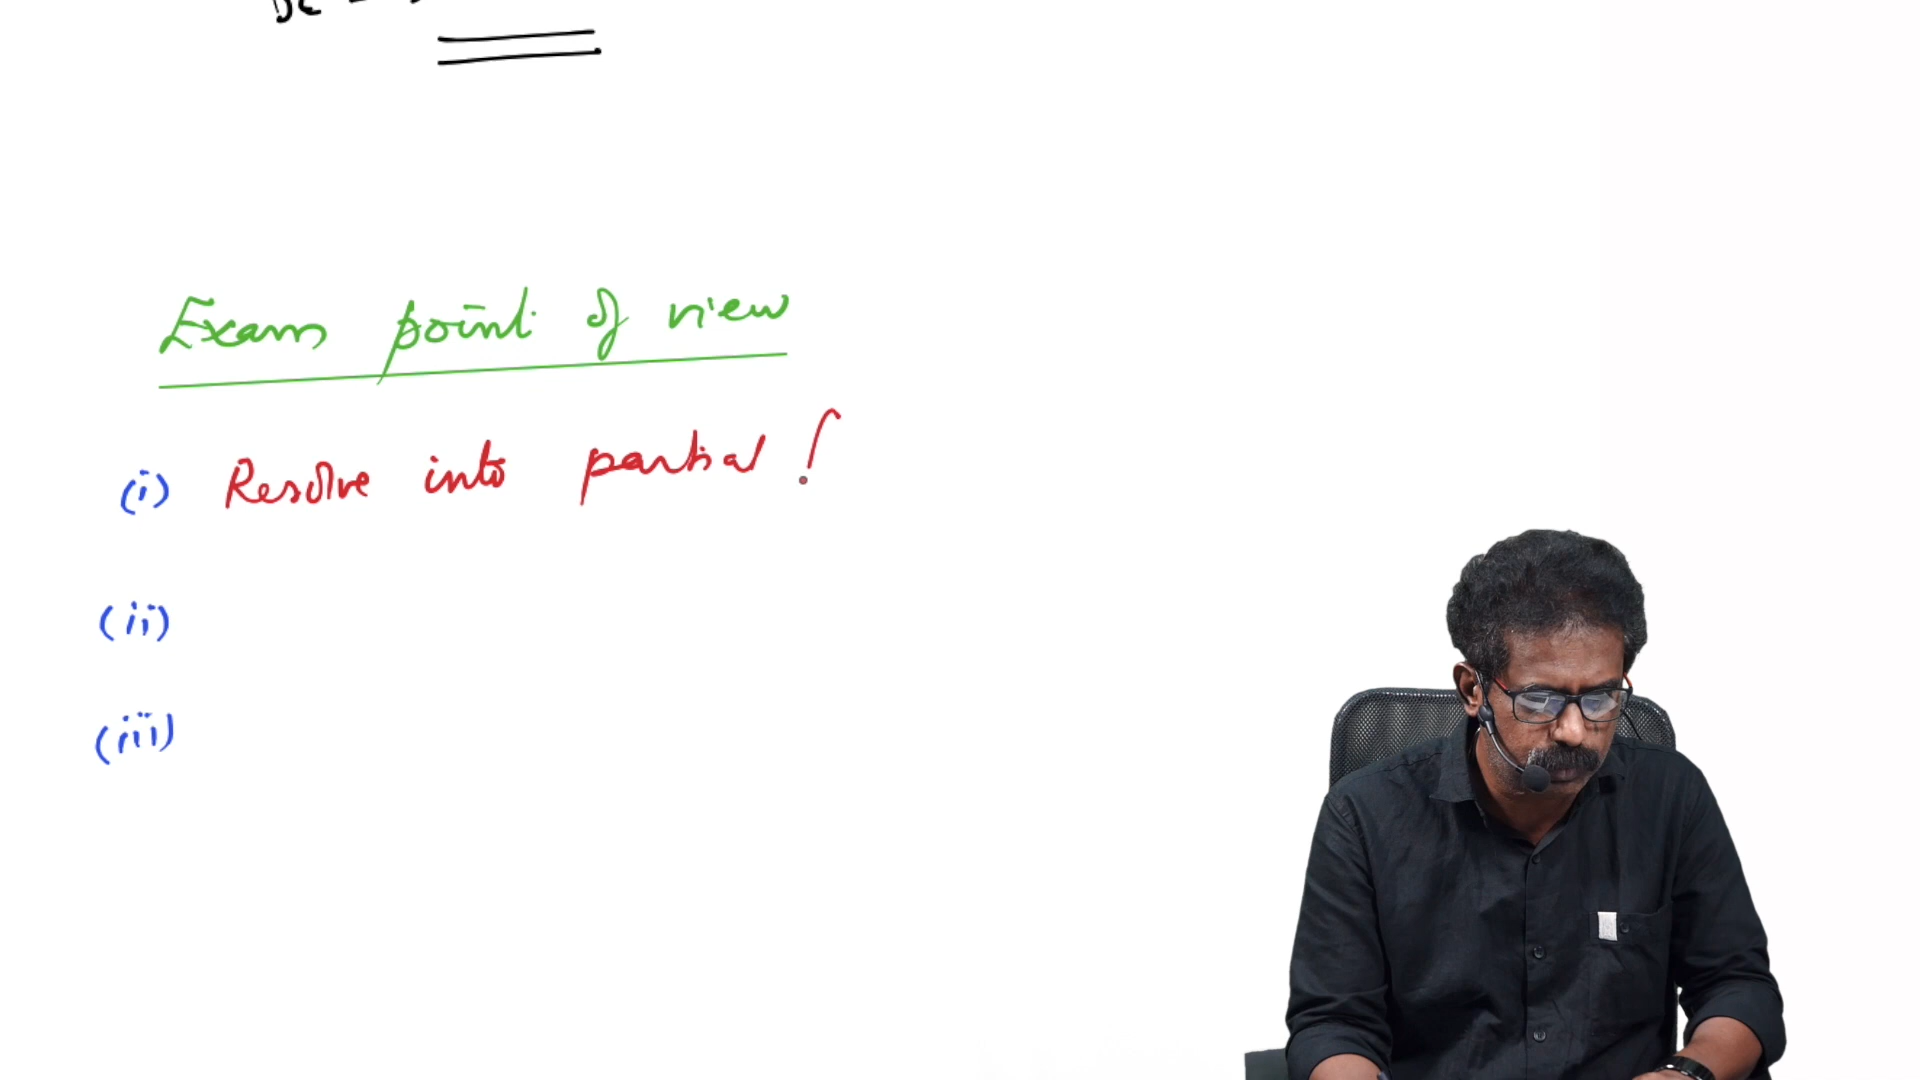 Exam point of view
(i) Resolve into partial f
(ii)
(iii)